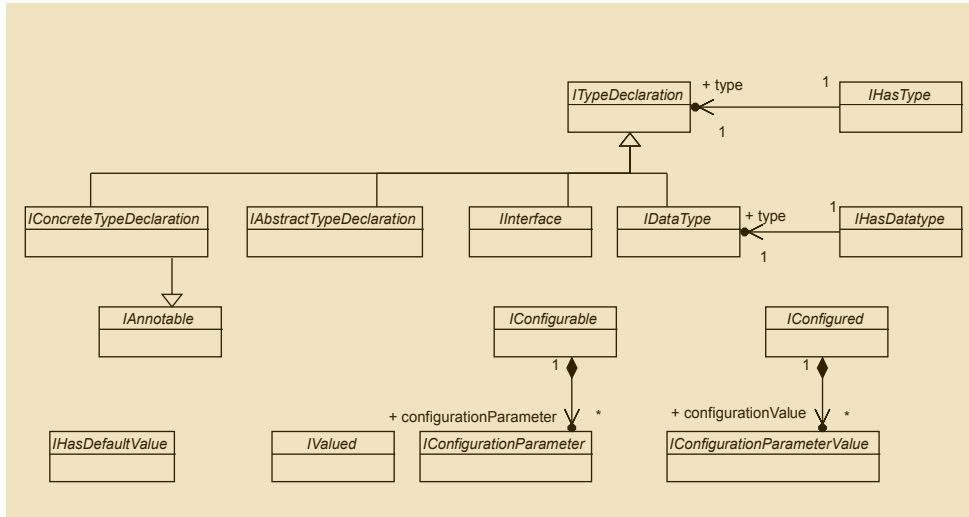 ITypeDeclaration
+ type
1
1
IHasType
IConcreteTypeDeclaration
IAbstractTypeDeclaration
IInterface
IDataType
+ type
1
1
IHasDatatype
IAnnotable
IConfigurable
IConfigured
1
1
+ configurationParameter
*
+ configurationValue
*
IHasDefaultValue
IValued
IConfigurationParameter
IConfigurationParameterValue